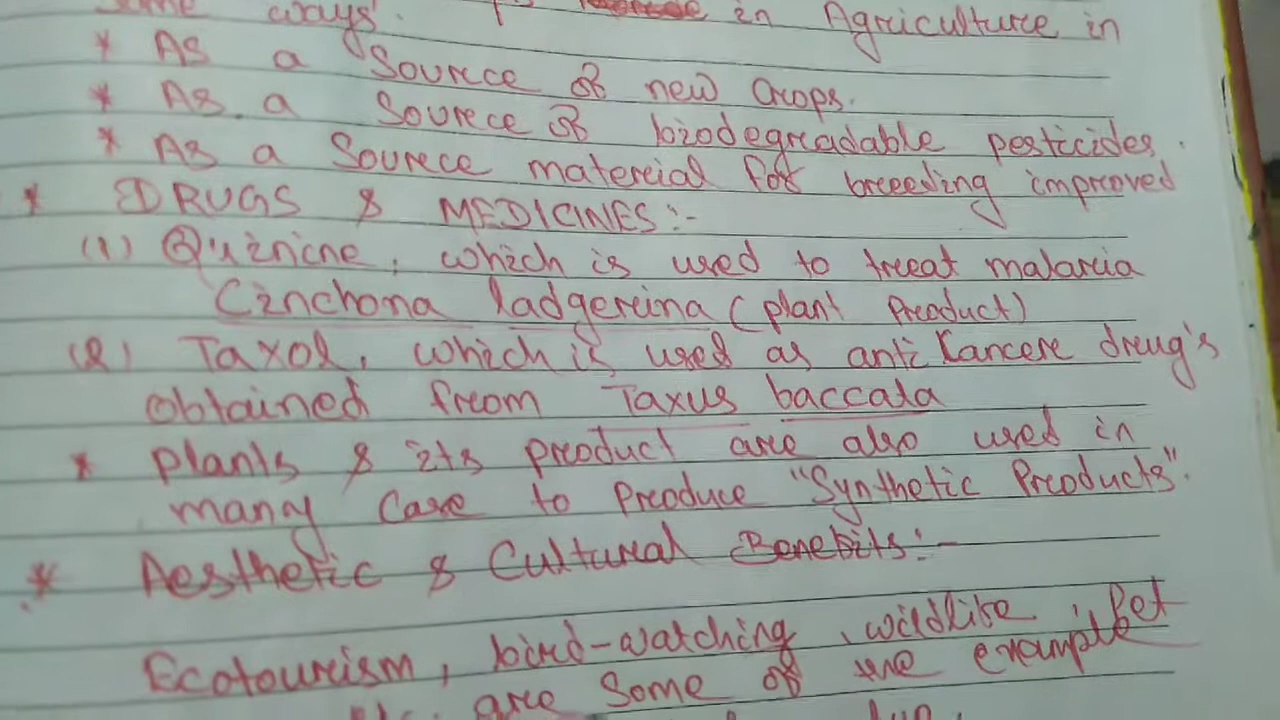 some ways. in Agriculture in
* As a Source of new Crops.
* As a Source of biodegradable pesticides.
* As a Source material for breeding improved
* DRUGS & MEDICINES:-
(1) Quinine, which is used to treat malaria
Cinchona ladgerina (plant Product)
(2) Taxol, which is used as anti Cancer drug's
obtained from Taxus baccala
* plants & its product are also used in
many Case to Produce "Synthetic Products".
* Aesthetic & Cultural Benefits:-
Ecotourism, bird-watching, wildlife, Pet
etc. are some of the example